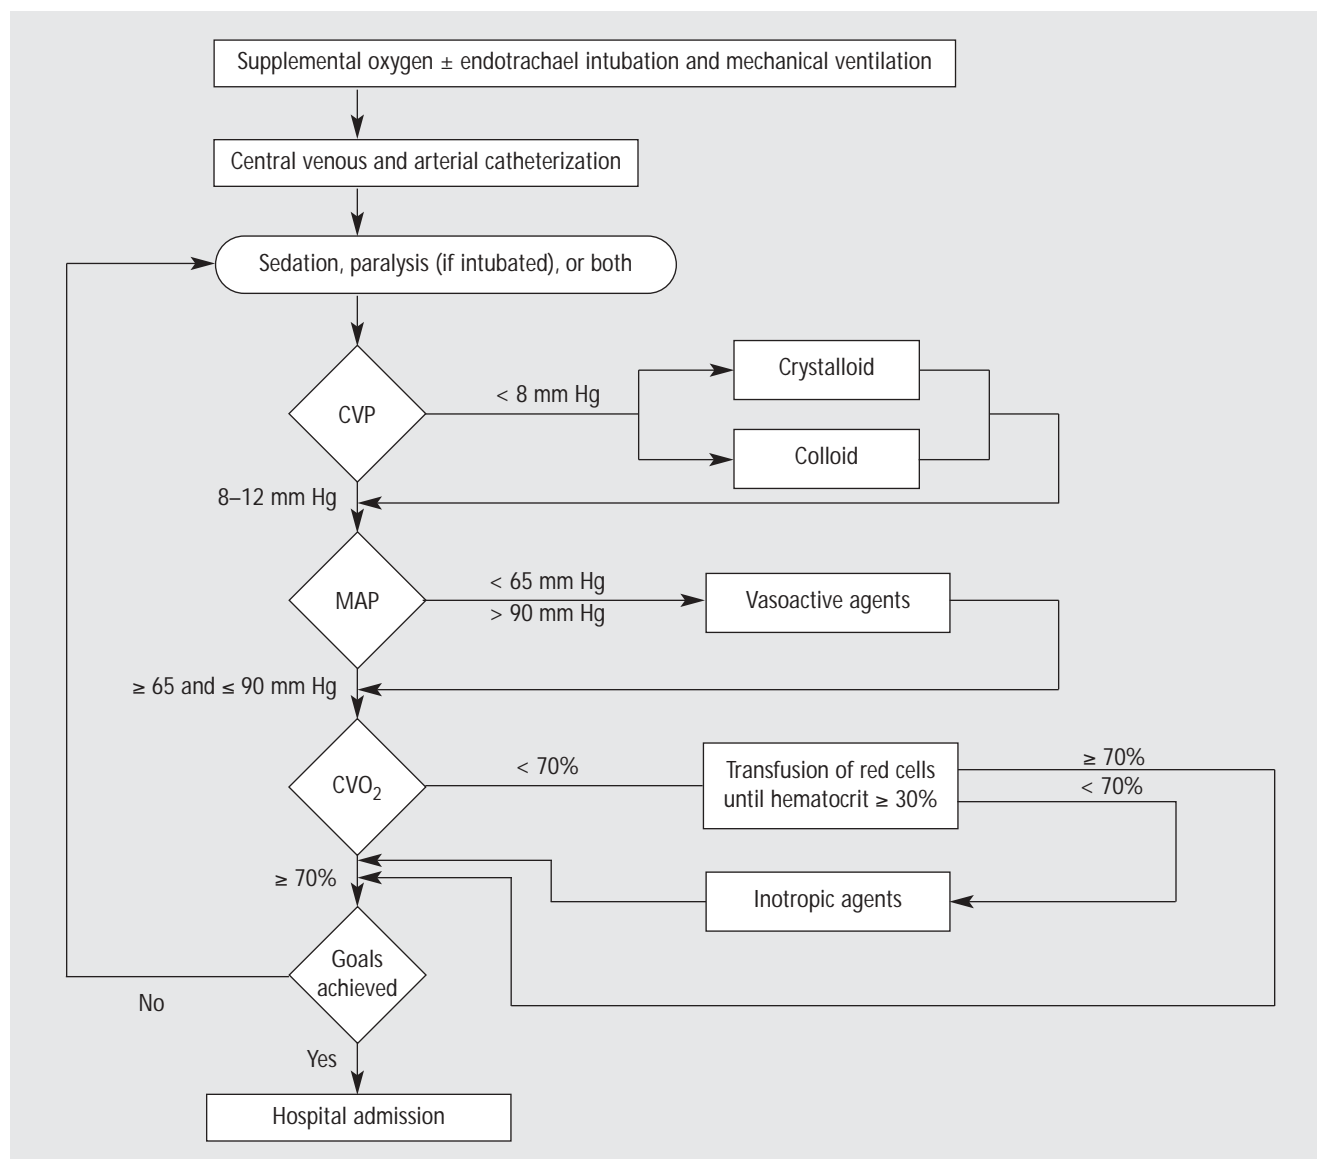 Supplemental oxygen ± endotrachael intubation and mechanical ventilation
Central venous and arterial catheterization
Sedation, paralysis (if intubated), or both
CVP
< 8 mm Hg
Crystalloid
Colloid
8–12 mm Hg
MAP
< 65 mm Hg
> 90 mm Hg
Vasoactive agents
≥ 65 and ≤ 90 mm Hg
CVO₂
< 70%
Transfusion of red cells
until hematocrit ≥ 30%
≥ 70%
< 70%
≥ 70%
Inotropic agents
Goals
achieved
No
Yes
Hospital admission